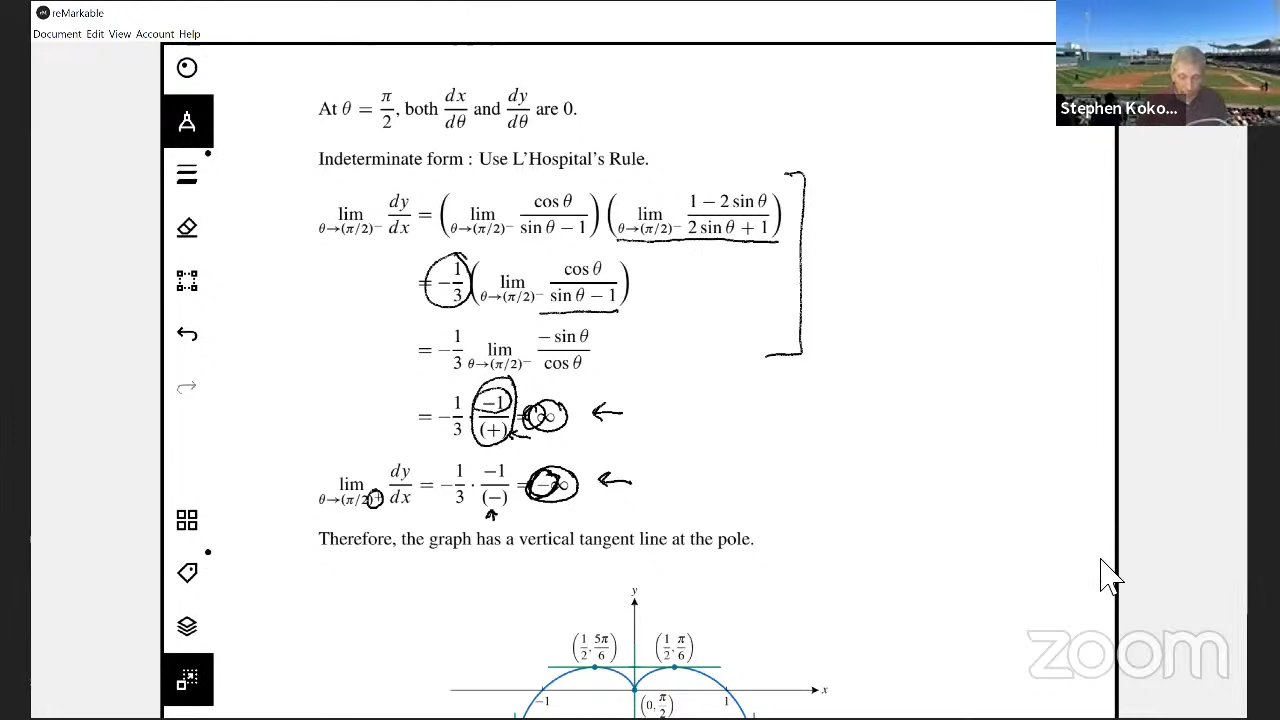 reMarkable
Document Edit View Account Help
Stephen Koko...
At θ = π/2, both dx/dθ and dy/dθ are 0.
Indeterminate form : Use L'Hospital's Rule.
lim θ→(π/2)⁻ dy/dx = (lim θ→(π/2)⁻ cos θ/(sin θ − 1)) (lim θ→(π/2)⁻ (1 − 2 sin θ)/(2 sin θ + 1))
= −1/3 (lim θ→(π/2)⁻ cos θ/(sin θ − 1))
= −1/3 lim θ→(π/2)⁻ −sin θ/cos θ
= −1/3 · −1/(+) = ∞ ←
lim θ→(π/2)⁺ dy/dx = −1/3 · −1/(−) = −∞ ←
Therefore, the graph has a vertical tangent line at the pole.
y
(1/2, 5π/6) (1/2, π/6)
x
−1 (0, π/2) 1
zoom